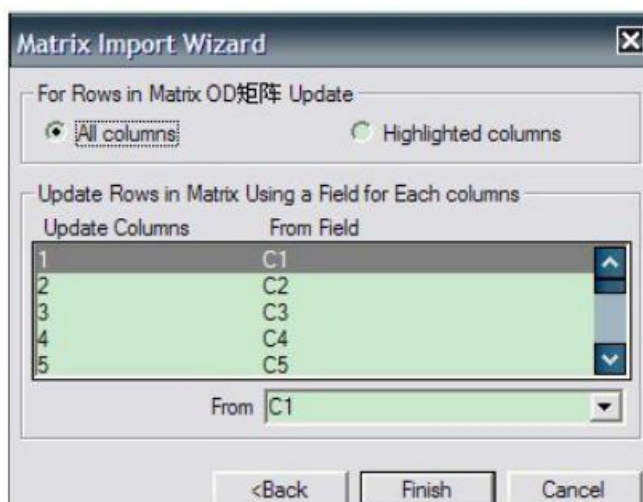 Matrix Import Wizard
For Rows in Matrix OD矩阵 Update
All columns Highlighted columns
Update Rows in Matrix Using a Field for Each columns
Update Columns From Field
1 C1
2 C2
3 C3
4 C4
5 C5
From C1
<Back Finish Cancel